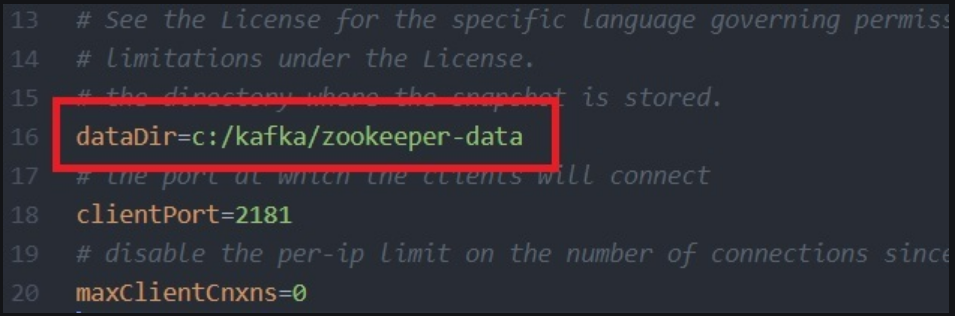 13 # See the License for the specific language governing permiss
14 # limitations under the License.
15 # the directory where the snapshot is stored.
16 dataDir=c:/kafka/zookeeper-data
17 # the port at which the clients will connect
18 clientPort=2181
19 # disable the per-ip limit on the number of connections since
20 maxClientCnxns=0